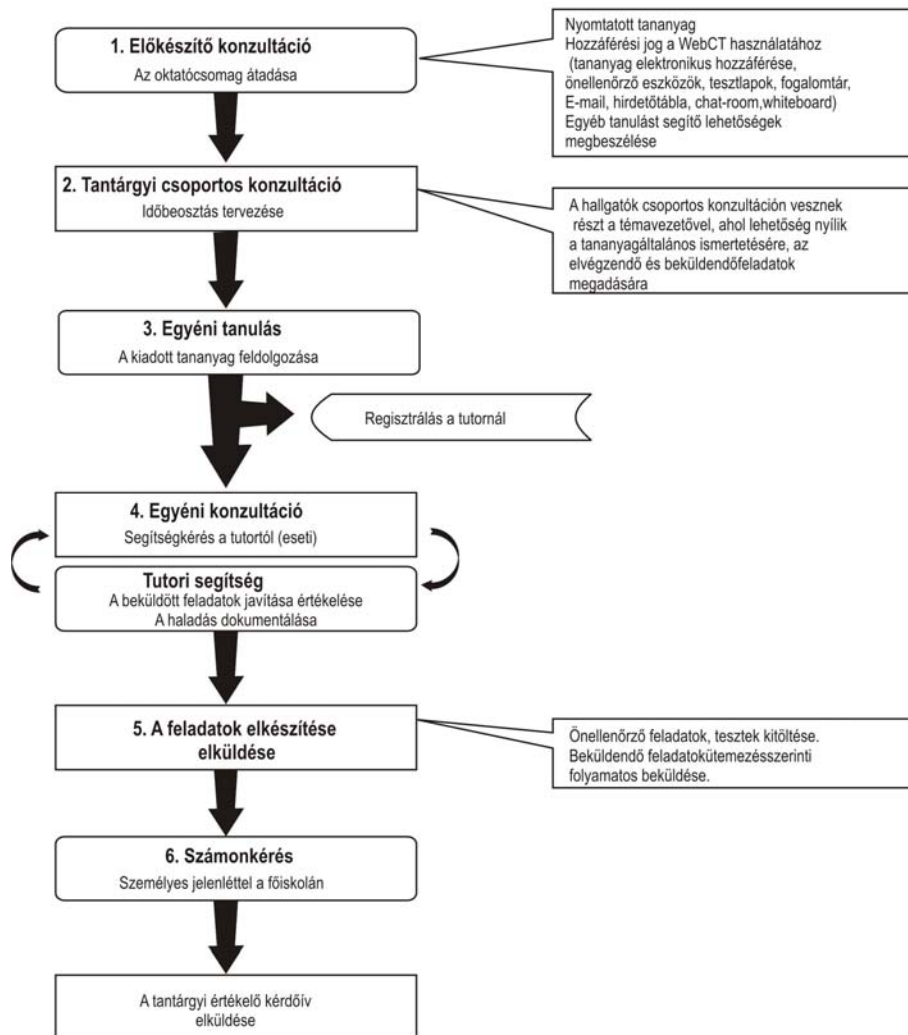 1. Előkészítő konzultáció
Az oktatócsomag átadása
Nyomtatott tananyag
Hozzáférési jog a WebCT használatához
(tananyag elektronikus hozzáférése,
önellenőrző eszközök, tesztlapok, fogalomtár,
E-mail, hirdetőtábla, chat-room,whiteboard)
Egyéb tanulást segítő lehetőségek
megbeszélése
2. Tantárgyi csoportos konzultáció
Időbeosztás tervezése
A hallgatók csoportos konzultáción vesznek
részt a témavezetővel, ahol lehetőség nyílik
a tananyagáltalános ismertetésére, az
elvégzendő és beküldendőfeladatok
megadására
3. Egyéni tanulás
A kiadott tananyag feldolgozása
Regisztrálás a tutornál
4. Egyéni konzultáció
Segítségkérés a tutortól (eseti)
Tutori segítség
A beküldött feladatok javítása értékelése
A haladás dokumentálása
5. A feladatok elkészítése
elküldése
Önellenőrző feladatok, tesztek kitöltése.
Beküldendő feladatokütemezésszerinti
folyamatos beküldése.
6. Számonkérés
Személyes jelenléttel a főiskolán
A tantárgyi értékelő kérdőív
elküldése